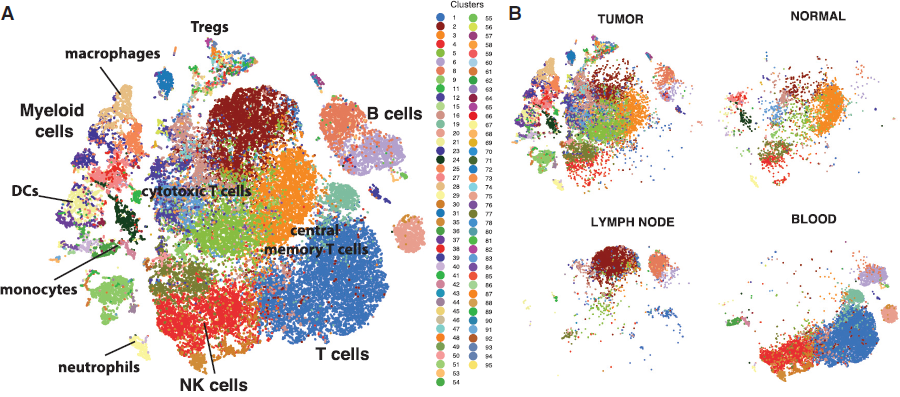 A
Clusters
B
Tregs
macrophages
Myeloid
cells
B cells
DCs
cytotoxic T cells
central
memory T cells
monocytes
neutrophils
NK cells
T cells
1 55
2 56
3 57
4 58
5 59
6 60
8 61
9 62
11 63
12 64
15 65
16 66
19 67
20 68
21 69
23 70
24 71
25 72
27 73
28 74
29 75
30 76
31 77
35 78
36 80
37 81
38 82
39 83
40 84
41 85
42 86
43 87
44 88
45 89
46 90
47 91
48 92
49 93
50 94
51 95
53
54
TUMOR
NORMAL
LYMPH NODE
BLOOD